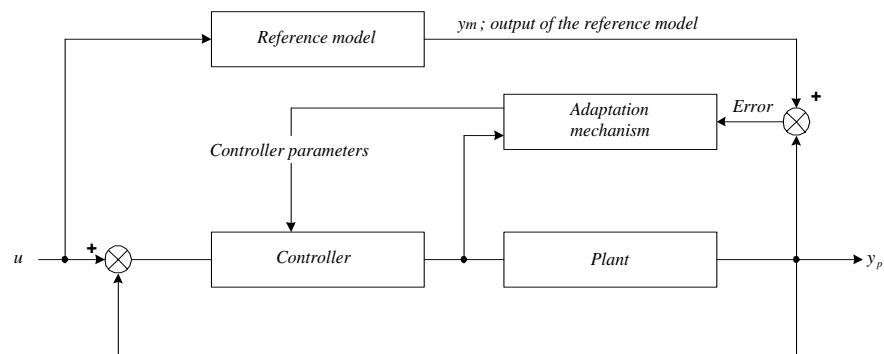 Reference model
ym ; output of the reference model
+
Adaptation
mechanism
Error
Controller parameters
u
+
Controller
Plant
yp